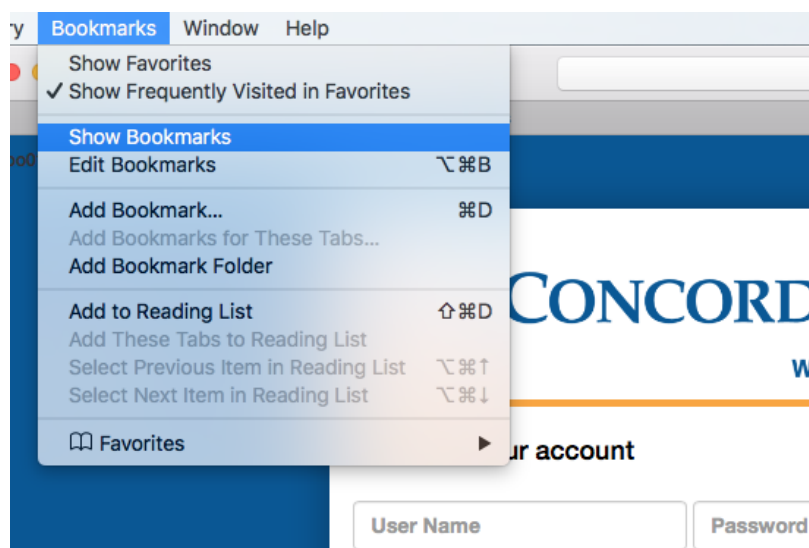 ry Bookmarks Window Help
Show Favorites
✓ Show Frequently Visited in Favorites
Show Bookmarks
Edit Bookmarks ⌥⌘B
Add Bookmark... ⌘D
Add Bookmarks for These Tabs...
Add Bookmark Folder
Add to Reading List ⇧⌘D
Add These Tabs to Reading List
Select Previous Item in Reading List ⌥⌘↑
Select Next Item in Reading List ⌥⌘↓
Favorites ▶
CONCORD
W
ur account
User Name Password